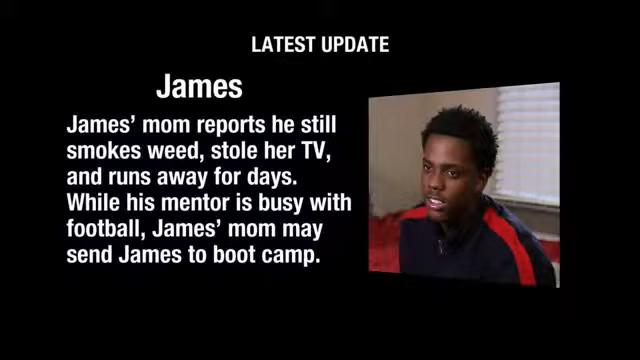 LATEST UPDATE
James
James' mom reports he still
smokes weed, stole her TV,
and runs away for days.
While his mentor is busy with
football, James' mom may
send James to boot camp.